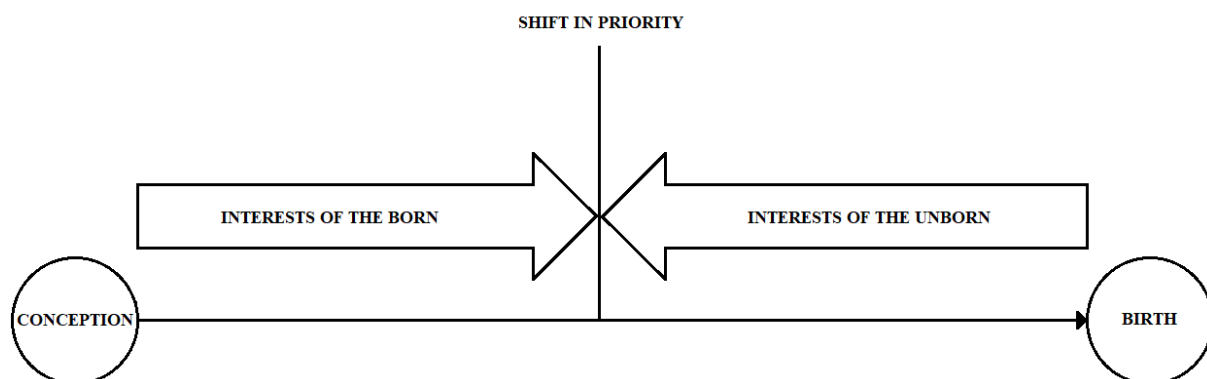 SHIFT IN PRIORITY
INTERESTS OF THE BORN
INTERESTS OF THE UNBORN
CONCEPTION
BIRTH